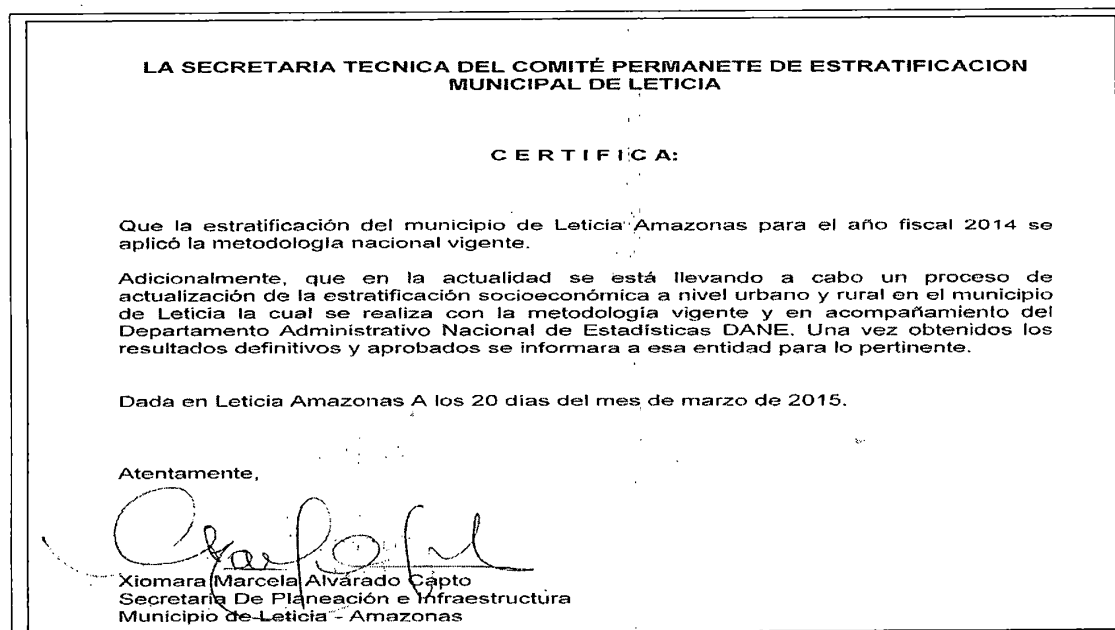 LA SECRETARIA TECNICA DEL COMITÉ PERMANETE DE ESTRATIFICACION
MUNICIPAL DE LETICIA
C E R T I F I C A:
Que la estratificación del municipio de Leticia Amazonas para el año fiscal 2014 se
aplicó la metodología nacional vigente.
Adicionalmente, que en la actualidad se está llevando a cabo un proceso de
actualización de la estratificación socioeconómica a nivel urbano y rural en el municipio
de Leticia la cual se realiza con la metodología vigente y en acompañamiento del
Departamento Administrativo Nacional de Estadísticas DANE. Una vez obtenidos los
resultados definitivos y aprobados se informara a esa entidad para lo pertinente.
Dada en Leticia Amazonas A los 20 días del mes de marzo de 2015.
Atentamente,
Xiomara Marcela Alvarado Capto
Secretaria De Planeación e Infraestructura
Municipio de Leticia - Amazonas